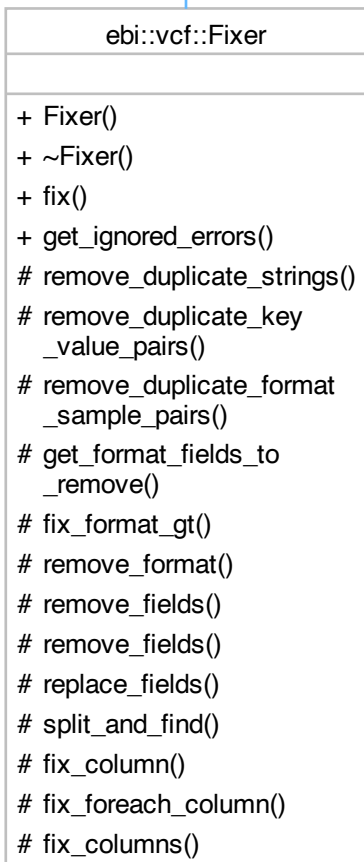 ebi::vcf::Fixer
+ Fixer()
+ ~Fixer()
+ fix()
+ get_ignored_errors()
# remove_duplicate_strings()
# remove_duplicate_key
_value_pairs()
# remove_duplicate_format
_sample_pairs()
# get_format_fields_to
_remove()
# fix_format_gt()
# remove_format()
# remove_fields()
# remove_fields()
# replace_fields()
# split_and_find()
# fix_column()
# fix_foreach_column()
# fix_columns()